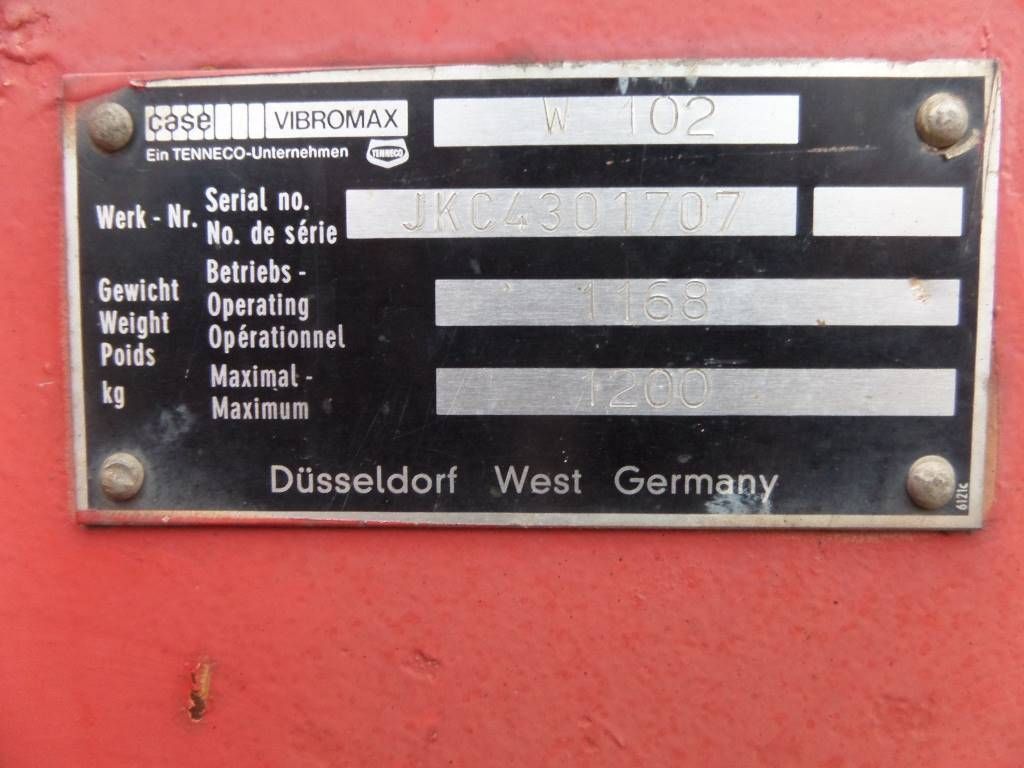 case VIBROMAX W 102
Ein TENNECO-Unternehmen TENNECO
Werk - Nr. Serial no. JKC4301707
No. de série
Gewicht Betriebs -
Weight Operating 1168
Poids Opérationnel
kg Maximal - 1200
Maximum
Düsseldorf West Germany
6121c